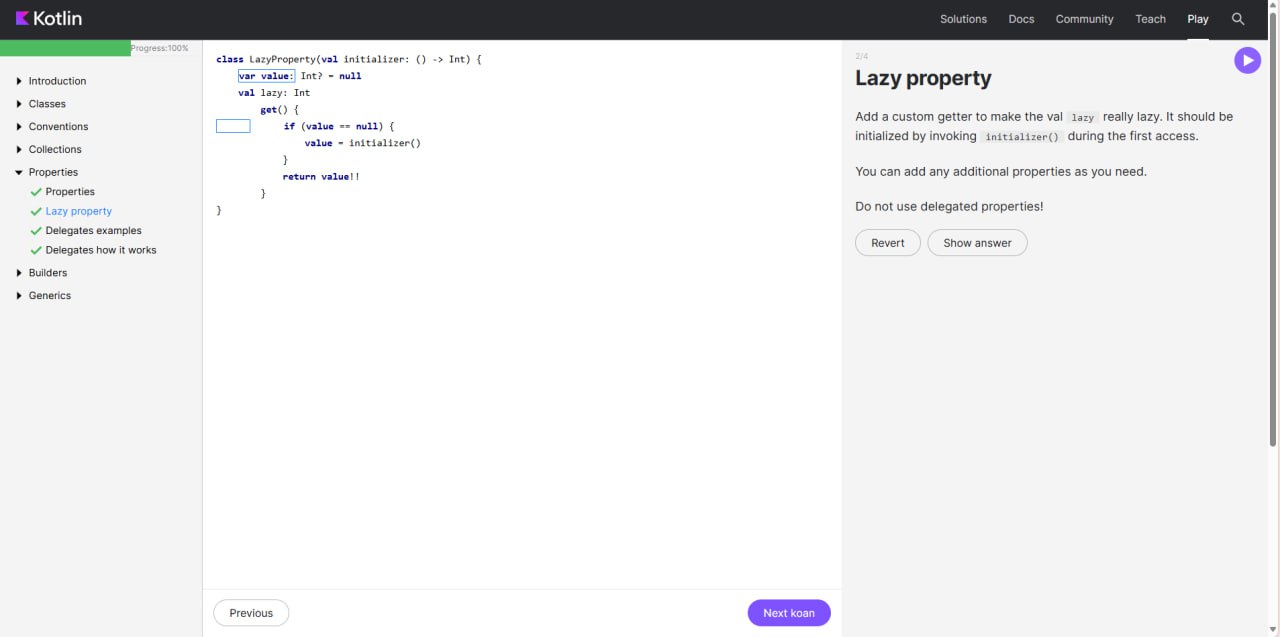 Kotlin
Solutions Docs Community Teach Play
Progress:100%
Introduction
Classes
Conventions
Collections
Properties
Properties
Lazy property
Delegates examples
Delegates how it works
Builders
Generics
class LazyProperty(val initializer: () -> Int) {
var value: Int? = null
val lazy: Int
get() {
if (value == null) {
value = initializer()
}
return value!!
}
}
Previous
Next koan
2/4
Lazy property
Add a custom getter to make the val lazy really lazy. It should be
initialized by invoking initializer() during the first access.
You can add any additional properties as you need.
Do not use delegated properties!
Revert Show answer